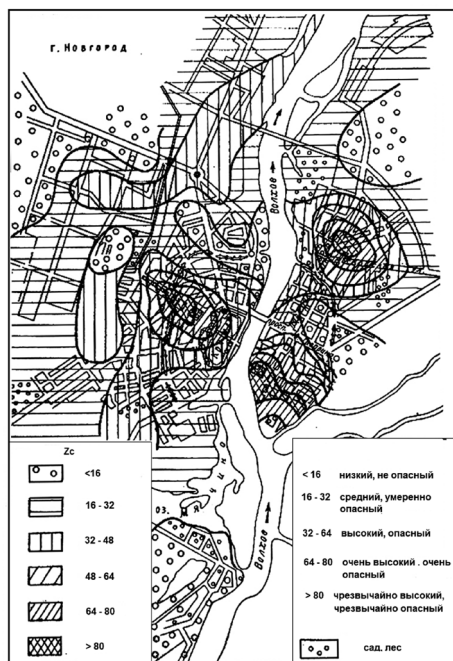 г. Новгород
Волхов
оз. Мячино
Волхов
Zc
<16
16 - 32
32 - 48
48 - 64
64 - 80
> 80
< 16 низкий, не опасный
16 - 32 средний, умеренно
опасный
32 - 64 высокий, опасный
64 - 80 очень высокий . очень
опасный
> 80 чрезвычайно высокий,
чрезвычайно опасный
сад, лес